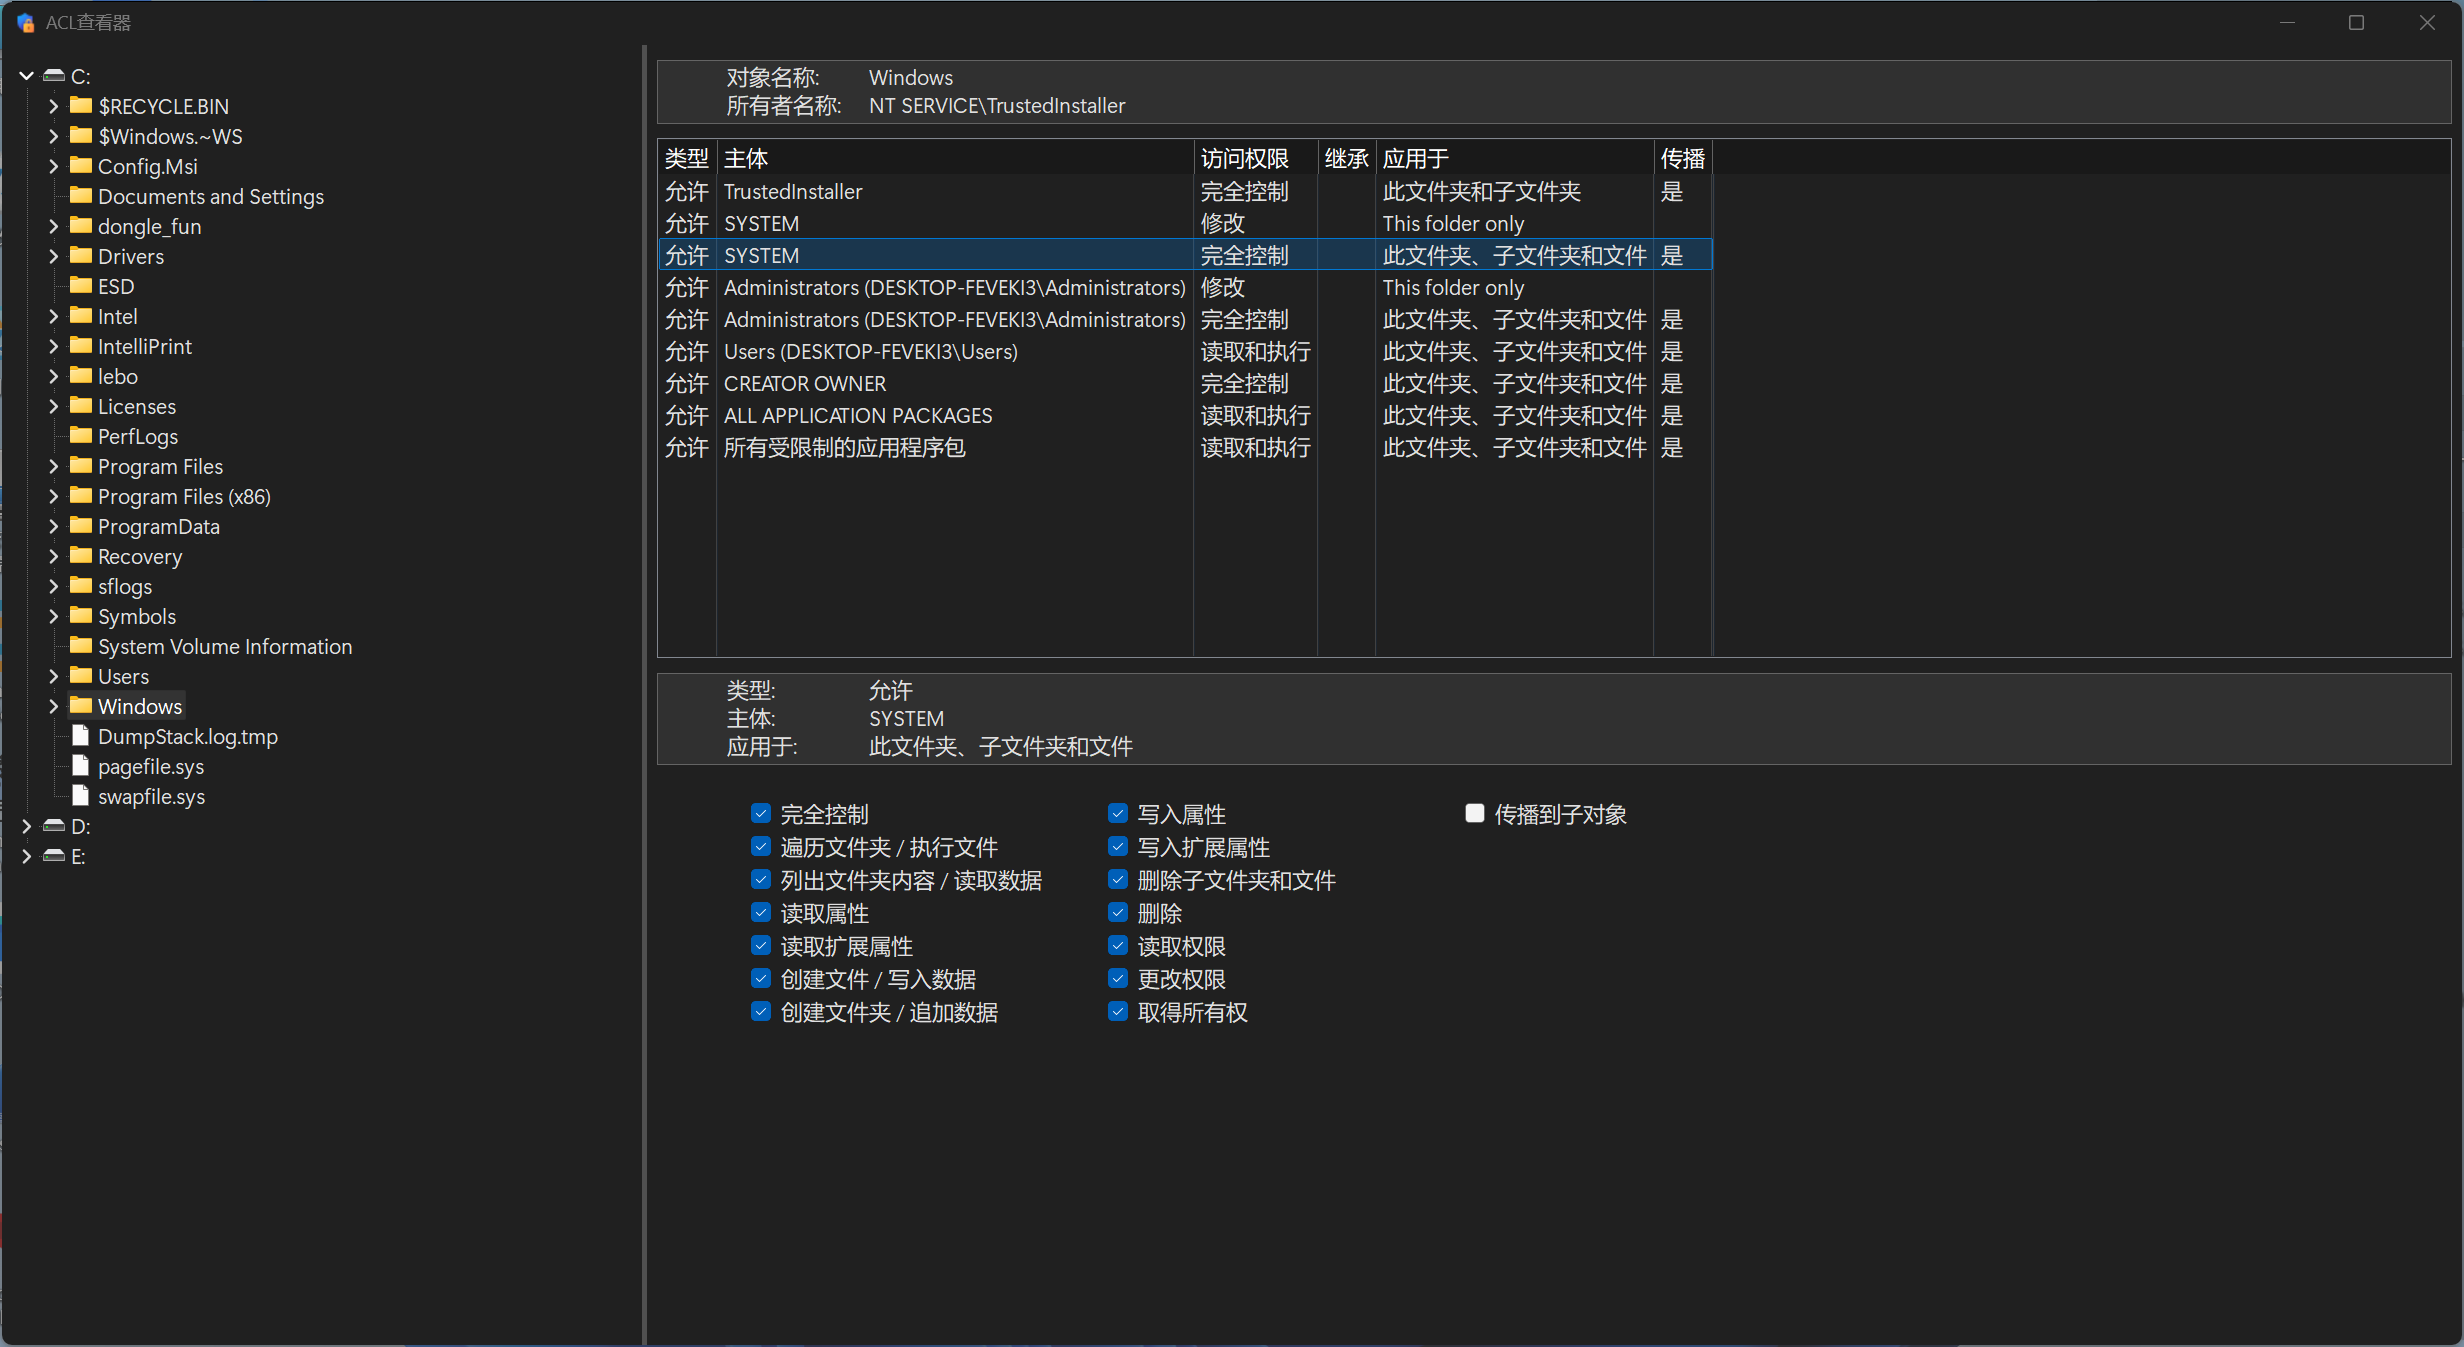 ACL查看器
C:
$RECYCLE.BIN
$Windows.~WS
Config.Msi
Documents and Settings
dongle_fun
Drivers
ESD
Intel
IntelliPrint
lebo
Licenses
PerfLogs
Program Files
Program Files (x86)
ProgramData
Recovery
sflogs
Symbols
System Volume Information
Users
Windows
DumpStack.log.tmp
pagefile.sys
swapfile.sys
D:
E:
对象名称: Windows
所有者名称: NT SERVICE\TrustedInstaller
类型 主体 访问权限 继承 应用于 传播
允许 TrustedInstaller 完全控制 此文件夹和子文件夹 是
允许 SYSTEM 修改 This folder only
允许 SYSTEM 完全控制 此文件夹、子文件夹和文件 是
允许 Administrators (DESKTOP-FEVEKI3\Administrators) 修改 This folder only
允许 Administrators (DESKTOP-FEVEKI3\Administrators) 完全控制 此文件夹、子文件夹和文件 是
允许 Users (DESKTOP-FEVEKI3\Users) 读取和执行 此文件夹、子文件夹和文件 是
允许 CREATOR OWNER 完全控制 此文件夹、子文件夹和文件 是
允许 ALL APPLICATION PACKAGES 读取和执行 此文件夹、子文件夹和文件 是
允许 所有受限制的应用程序包 读取和执行 此文件夹、子文件夹和文件 是
类型: 允许
主体: SYSTEM
应用于: 此文件夹、子文件夹和文件
完全控制 写入属性 传播到子对象
遍历文件夹 / 执行文件 写入扩展属性
列出文件夹内容 / 读取数据 删除子文件夹和文件
读取属性 删除
读取扩展属性 读取权限
创建文件 / 写入数据 更改权限
创建文件夹 / 追加数据 取得所有权